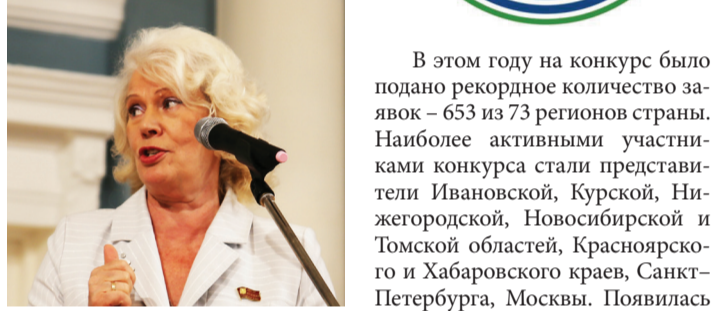 В этом году на конкурс было
подано рекордное количество за-
явок – 653 из 73 регионов страны.
Наиболее активными участни-
ками конкурса стали представи-
тели Ивановской, Курской, Ни-
жегородской, Новосибирской и
Томской областей, Красноярско-
го и Хабаровского краев, Санкт–
Петербурга, Москвы. Появилась